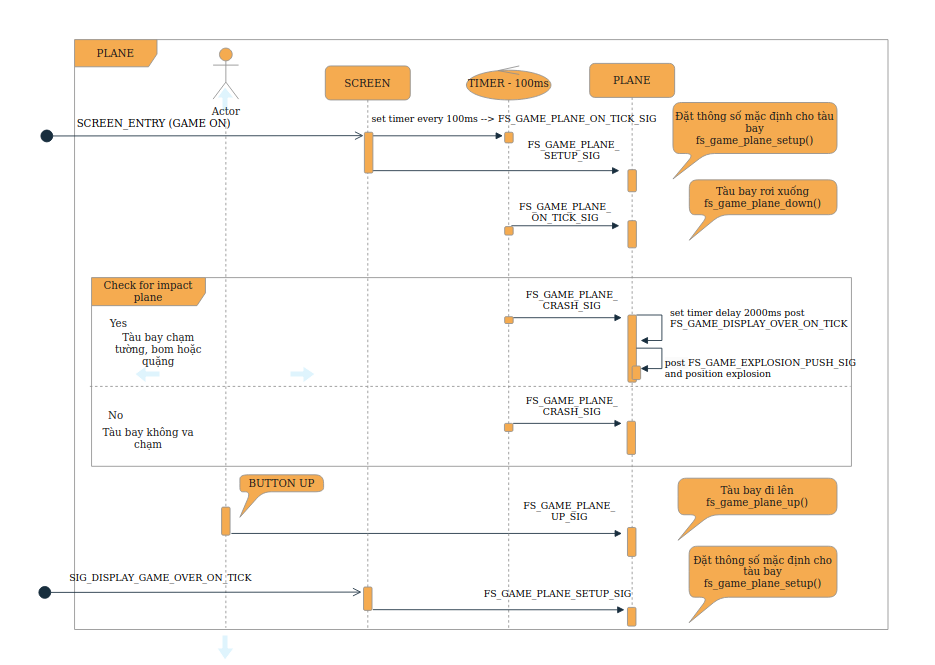 PLANE
Actor
SCREEN
TIMER - 100ms
PLANE
SCREEN_ENTRY (GAME ON)
set timer every 100ms --> FS_GAME_PLANE_ON_TICK_SIG
Đặt thông số mặc định cho tàu
bay
fs_game_plane_setup()
FS_GAME_PLANE_
SETUP_SIG
Tàu bay rơi xuống
fs_game_plane_down()
FS_GAME_PLANE_
ON_TICK_SIG
Check for impact
plane
Yes
Tàu bay chạm
tường, bom hoặc
quặng
FS_GAME_PLANE_
CRASH_SIG
set timer delay 2000ms post
FS_GAME_DISPLAY_OVER_ON_TICK
post FS_GAME_EXPLOSION_PUSH_SIG
and position explosion
No
Tàu bay không va
chạm
FS_GAME_PLANE_
CRASH_SIG
BUTTON UP
FS_GAME_PLANE_
UP_SIG
Tàu bay đi lên
fs_game_plane_up()
SIG_DISPLAY_GAME_OVER_ON_TICK
FS_GAME_PLANE_SETUP_SIG
Đặt thông số mặc định cho
tàu bay
fs_game_plane_setup()